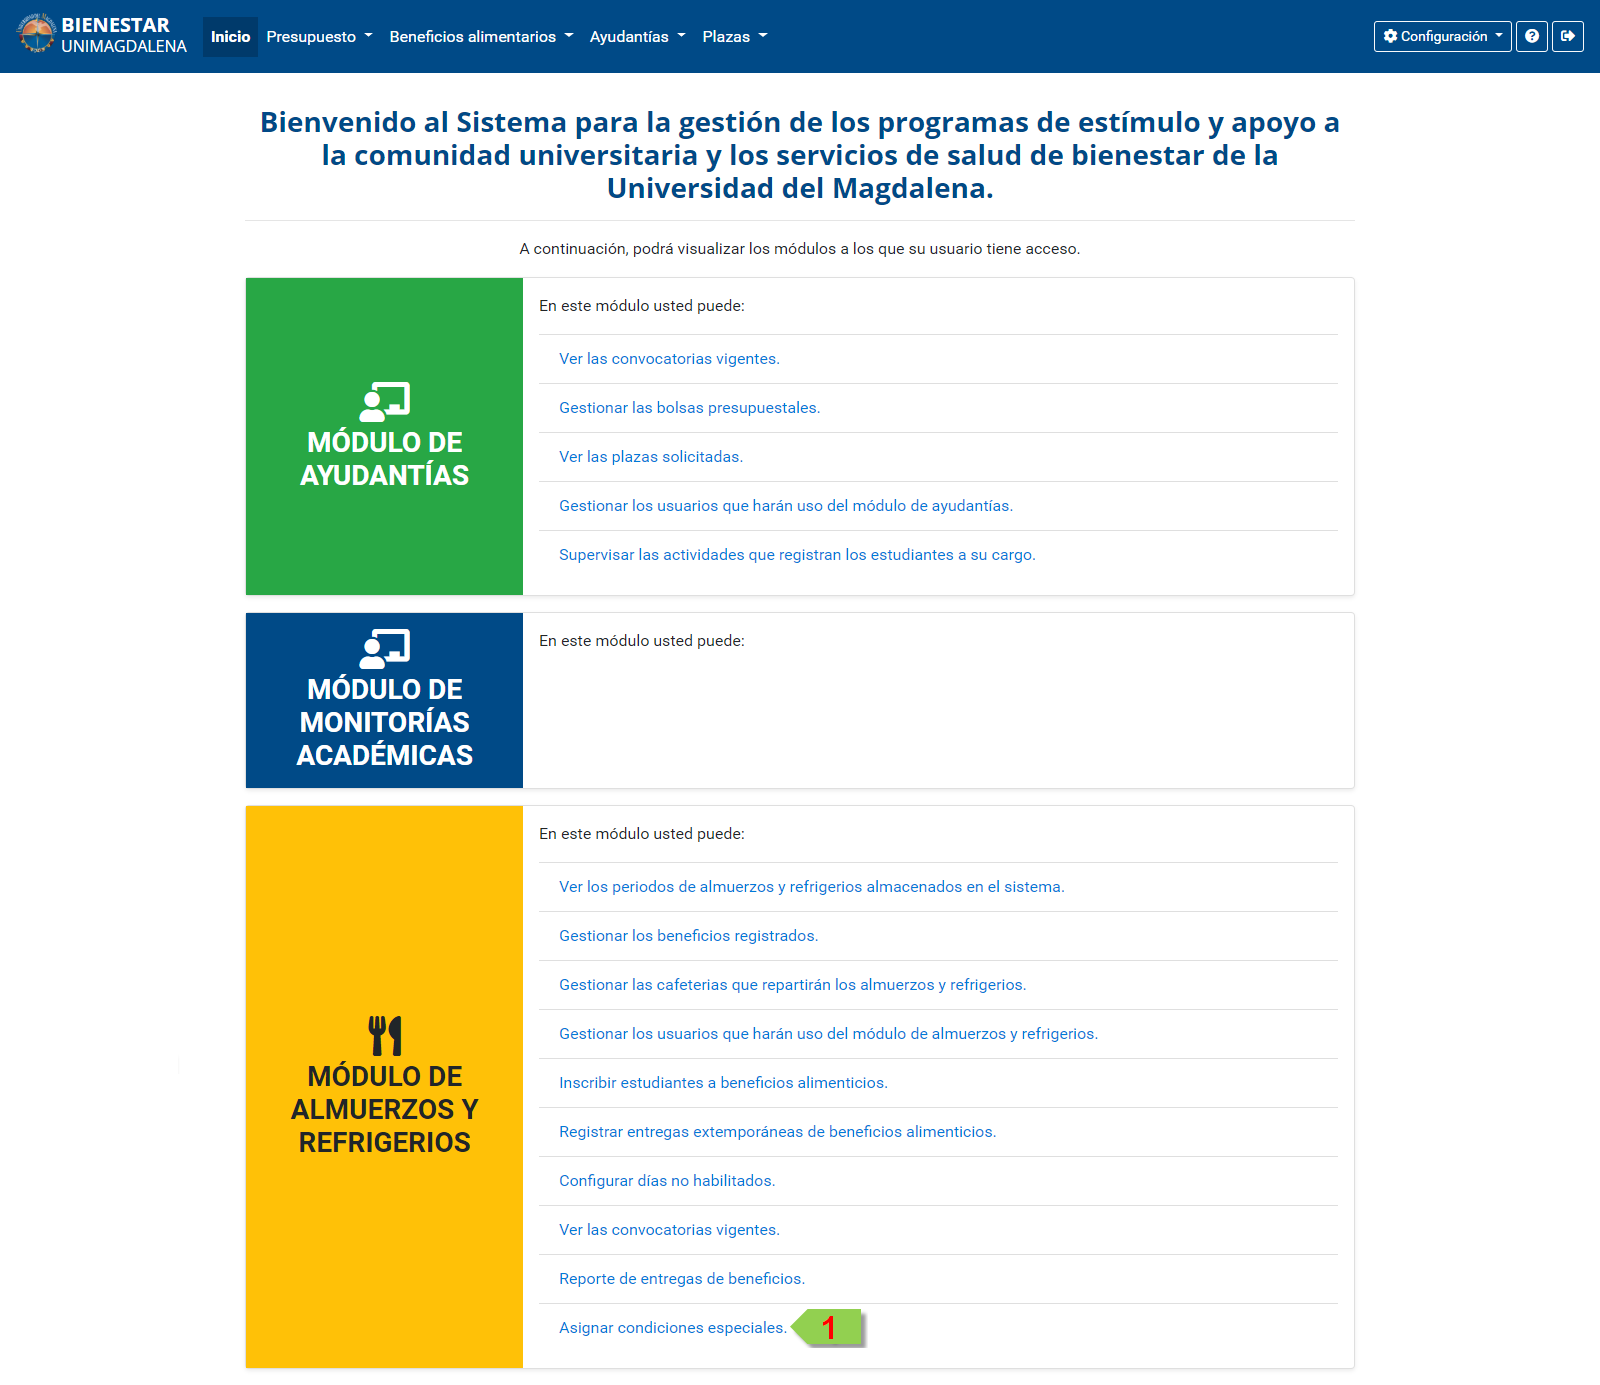 BIENESTAR
UNIMAGDALENA
Inicio
Presupuesto
Beneficios alimentarios
Ayudantías
Plazas
Configuración
Bienvenido al Sistema para la gestión de los programas de estímulo y apoyo a
la comunidad universitaria y los servicios de salud de bienestar de la
Universidad del Magdalena.
A continuación, podrá visualizar los módulos a los que su usuario tiene acceso.
MÓDULO DE
AYUDANTÍAS
En este módulo usted puede:
Ver las convocatorias vigentes.
Gestionar las bolsas presupuestales.
Ver las plazas solicitadas.
Gestionar los usuarios que harán uso del módulo de ayudantías.
Supervisar las actividades que registran los estudiantes a su cargo.
MÓDULO DE
MONITORÍAS
ACADÉMICAS
En este módulo usted puede:
MÓDULO DE
ALMUERZOS Y
REFRIGERIOS
En este módulo usted puede:
Ver los periodos de almuerzos y refrigerios almacenados en el sistema.
Gestionar los beneficios registrados.
Gestionar las cafeterias que repartirán los almuerzos y refrigerios.
Gestionar los usuarios que harán uso del módulo de almuerzos y refrigerios.
Inscribir estudiantes a beneficios alimenticios.
Registrar entregas extemporáneas de beneficios alimenticios.
Configurar días no habilitados.
Ver las convocatorias vigentes.
Reporte de entregas de beneficios.
Asignar condiciones especiales.
1